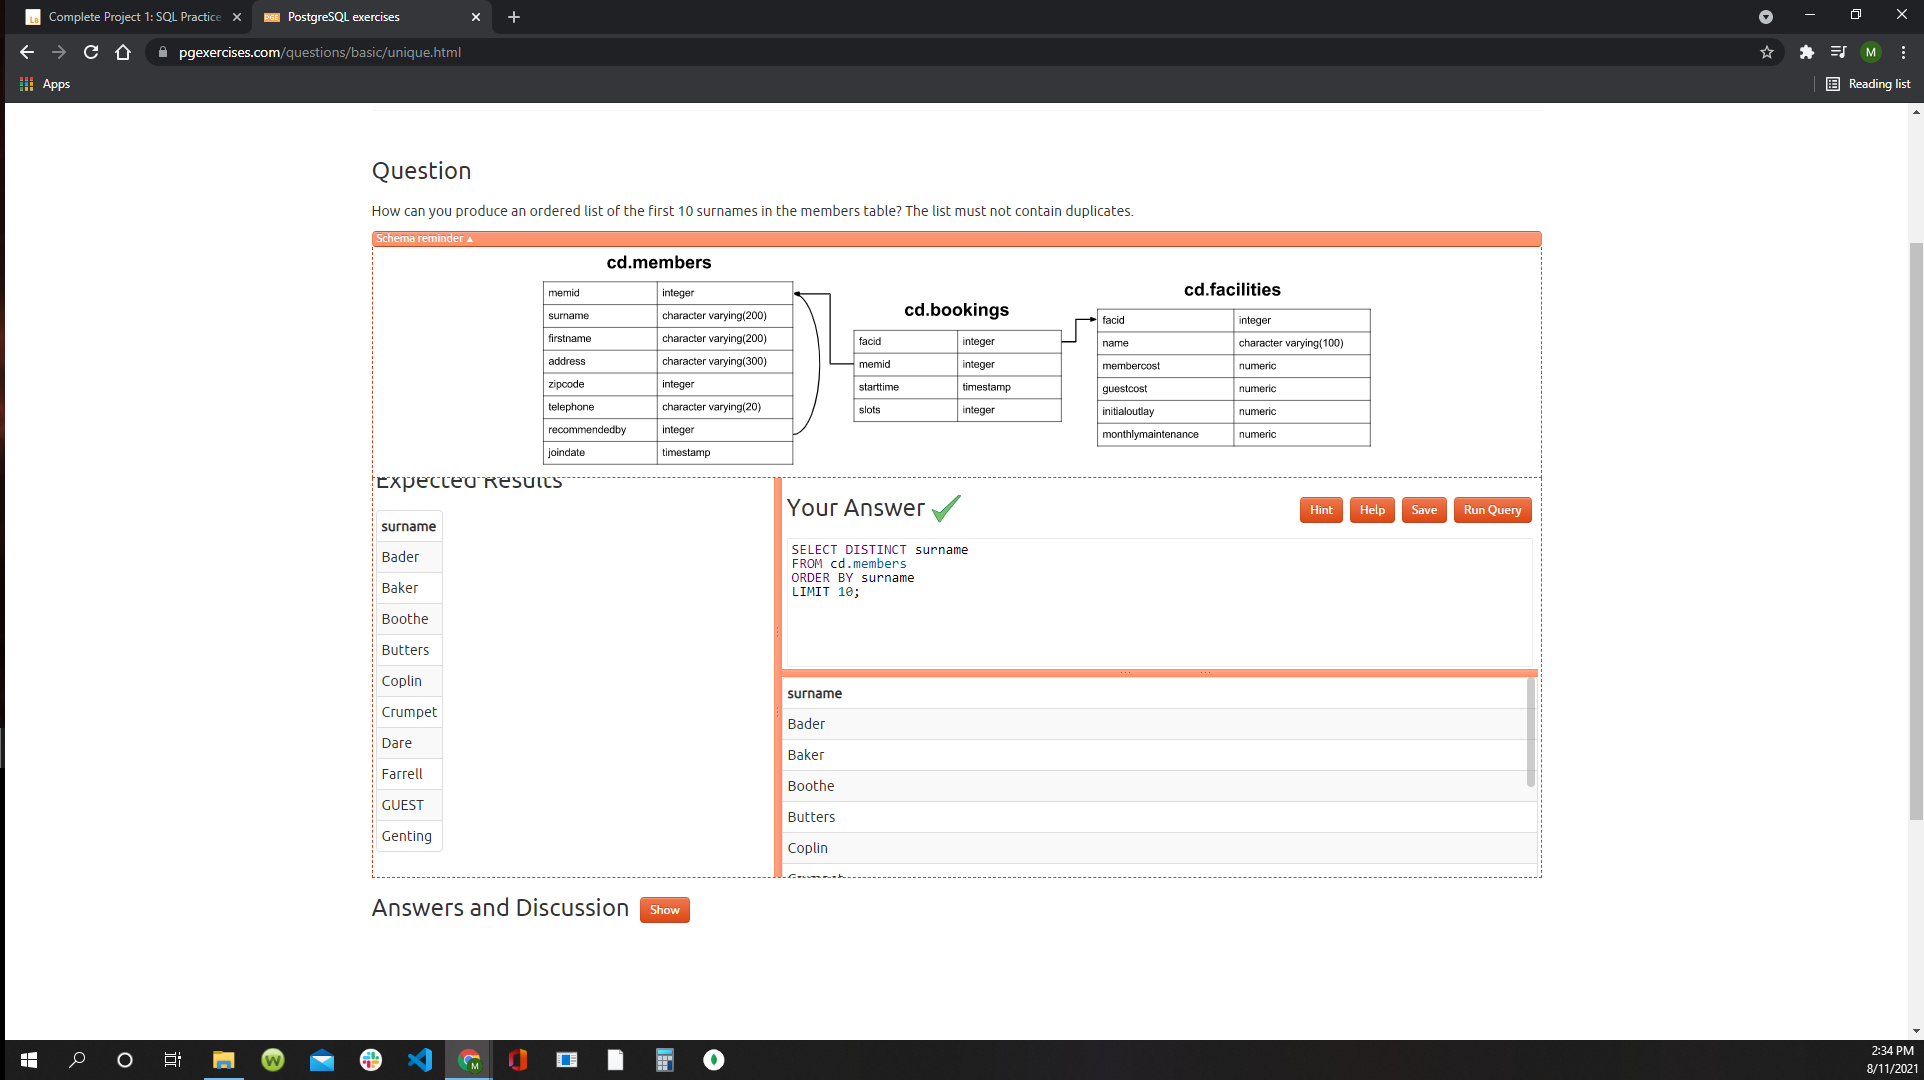 Complete Project 1: SQL Practice
PostgreSQL exercises
pgexercises.com/questions/basic/unique.html
M
Apps
Reading list
Question
How can you produce an ordered list of the first 10 surnames in the members table? The list must not contain duplicates.
Schema reminder ▲
cd.members
memid integer
surname character varying(200)
firstname character varying(200)
address character varying(300)
zipcode integer
telephone character varying(20)
recommendedby integer
joindate timestamp
cd.bookings
facid integer
memid integer
starttime timestamp
slots integer
cd.facilities
facid integer
name character varying(100)
membercost numeric
guestcost numeric
initialoutlay numeric
monthlymaintenance numeric
Expected Results
surname
Bader
Baker
Boothe
Butters
Coplin
Crumpet
Dare
Farrell
GUEST
Genting
Your Answer
Hint Help Save Run Query
SELECT DISTINCT surname
FROM cd.members
ORDER BY surname
LIMIT 10;
surname
Bader
Baker
Boothe
Butters
Coplin
Crumpet
Answers and Discussion Show
2:34 PM
8/11/2021